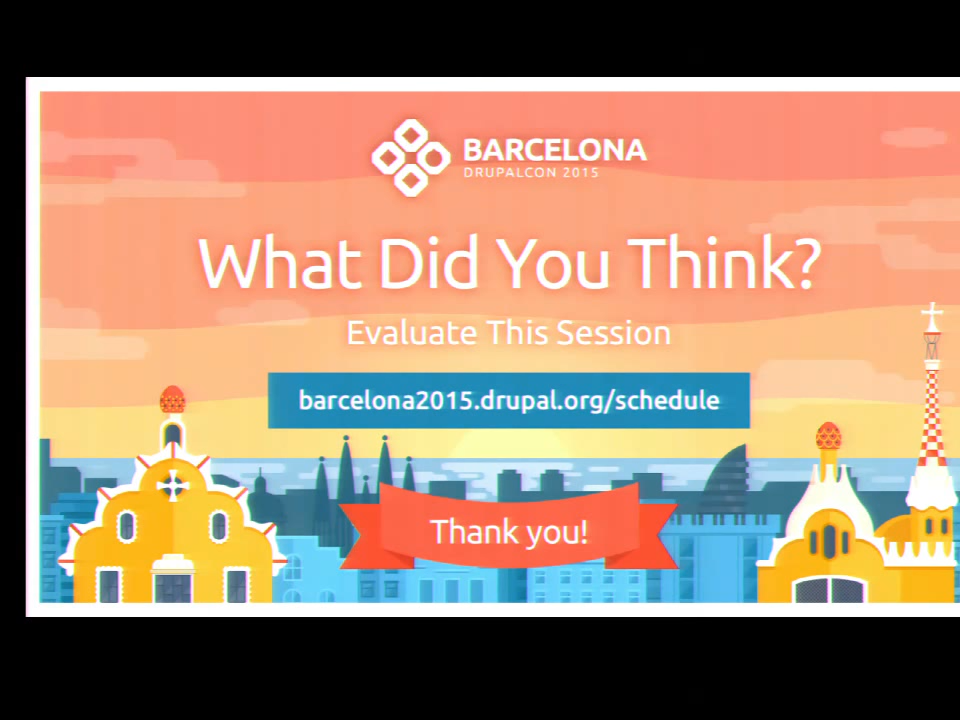 BARCELONA
DRUPALCON 2015
What Did You Think?
Evaluate This Session
barcelona2015.drupal.org/schedule
Thank you!